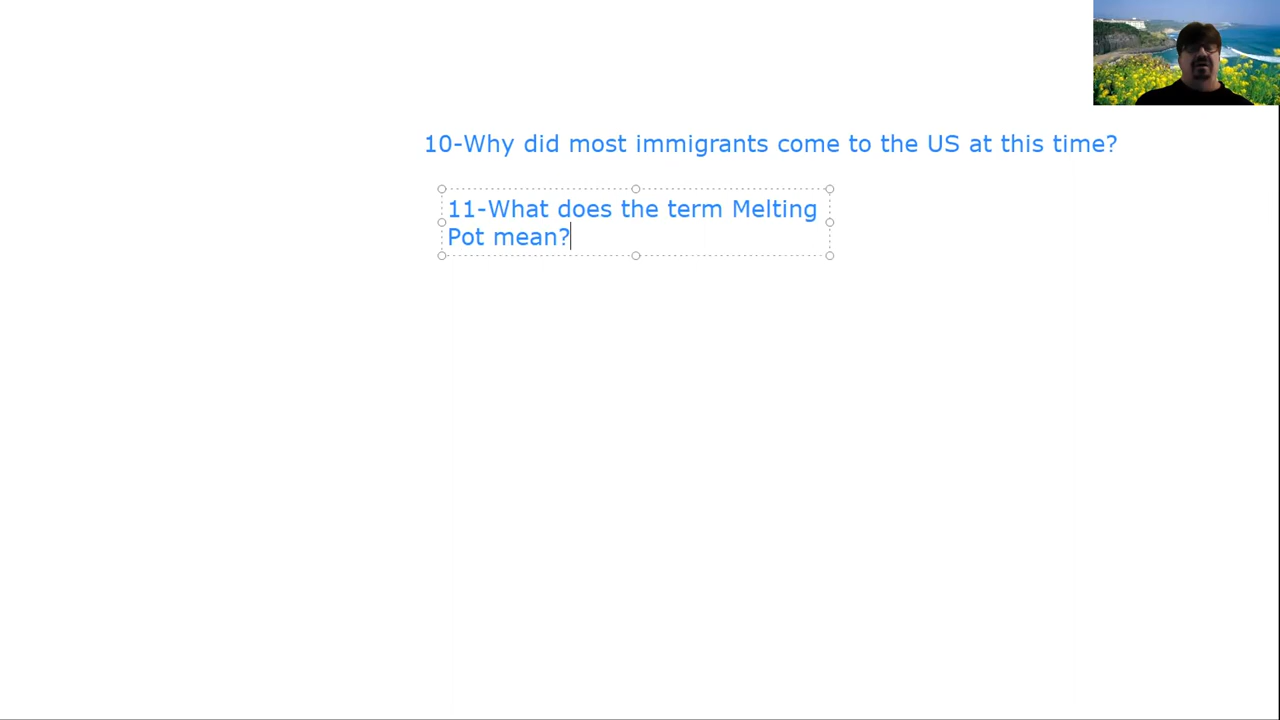 10-Why did most immigrants come to the US at this time?
11-What does the term Melting
Pot mean?